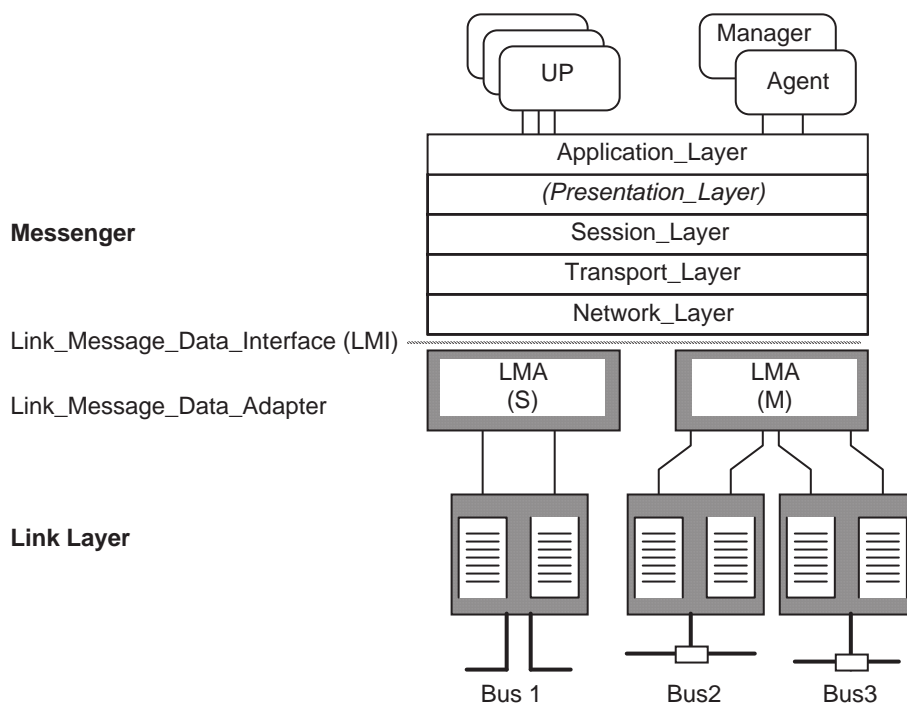 Manager
UP
Agent
Application_Layer
(Presentation_Layer)
Messenger
Session_Layer
Transport_Layer
Network_Layer
Link_Message_Data_Interface (LMI)
LMA
(S)
LMA
(M)
Link_Message_Data_Adapter
Link Layer
Bus 1
Bus2
Bus3